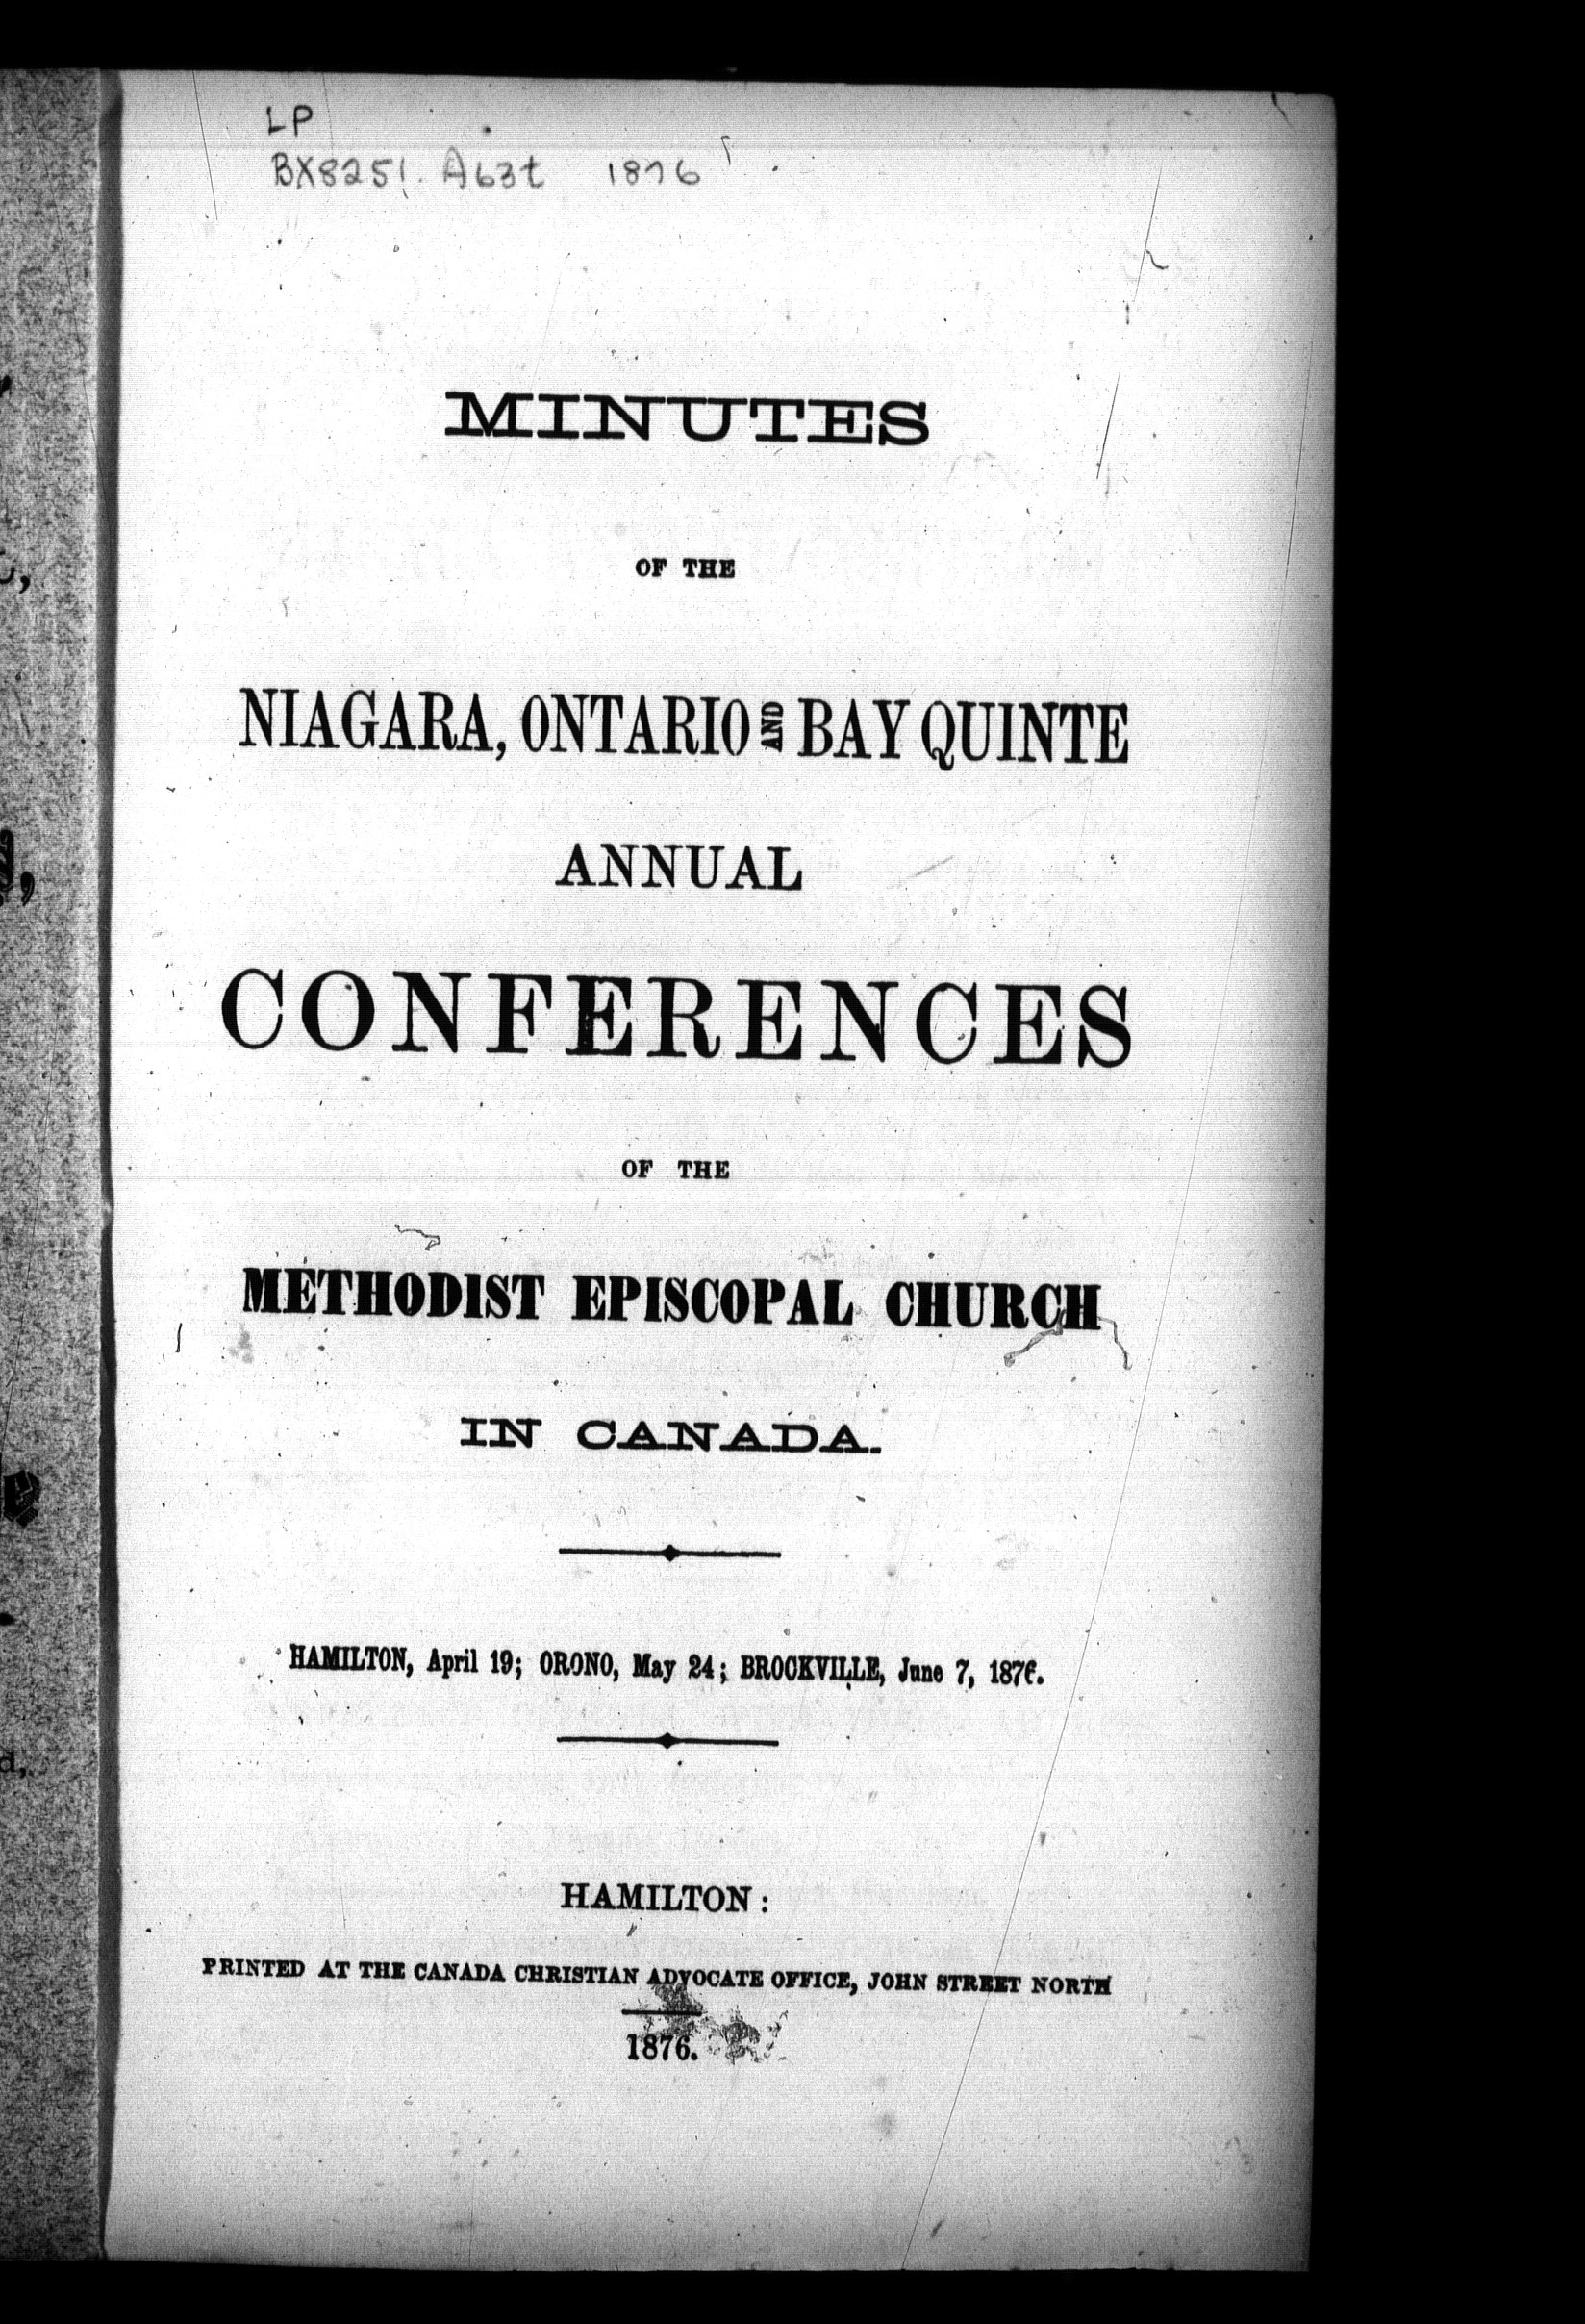 LP
BX8251. A63t 1876
MINUTES
OF THE
NIAGARA, ONTARIO AND BAY QUINTE
ANNUAL
CONFERENCES
OF THE
METHODIST EPISCOPAL CHURCH
IN CANADA.
HAMILTON, April 19; ORONO, May 24; BROCKVILLE, June 7, 1876.
HAMILTON:
PRINTED AT THE CANADA CHRISTIAN ADVOCATE OFFICE, JOHN STREET NORTH
1876.